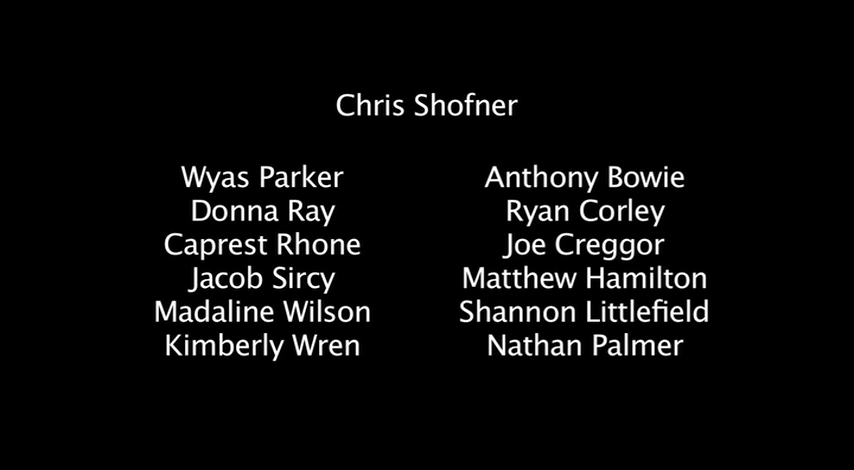 Chris Shofner
Wyas Parker
Donna Ray
Caprest Rhone
Jacob Sircy
Madaline Wilson
Kimberly Wren
Anthony Bowie
Ryan Corley
Joe Creggor
Matthew Hamilton
Shannon Littlefield
Nathan Palmer